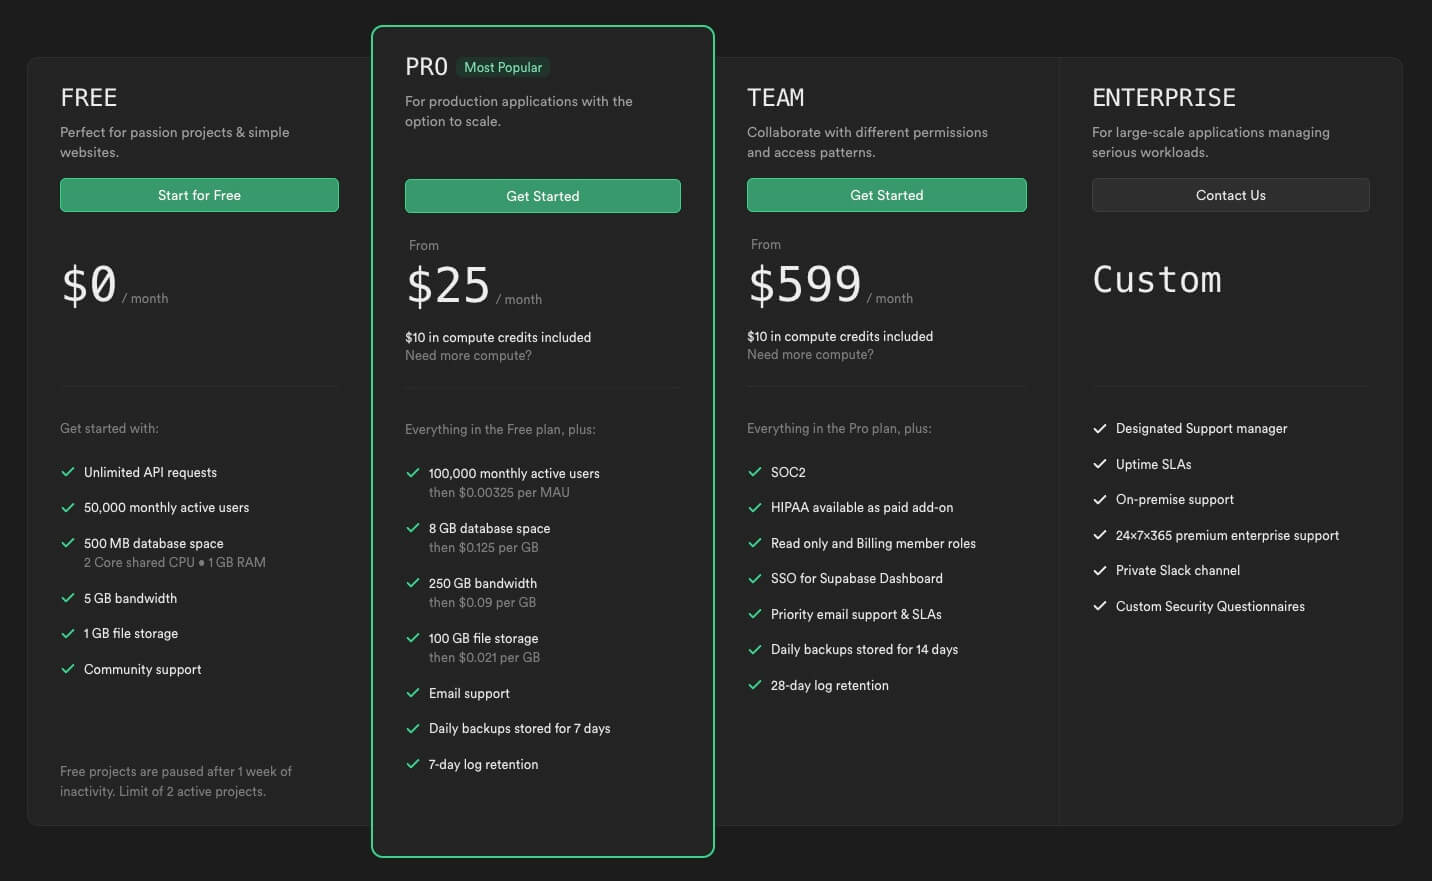 FREE
Perfect for passion projects & simple
websites.
Start for Free
$0 / month
Get started with:
Unlimited API requests
50,000 monthly active users
500 MB database space
2 Core shared CPU • 1 GB RAM
5 GB bandwidth
1 GB file storage
Community support
Free projects are paused after 1 week of
inactivity. Limit of 2 active projects.
PRO Most Popular
For production applications with the
option to scale.
Get Started
From
$25 / month
$10 in compute credits included
Need more compute?
Everything in the Free plan, plus:
100,000 monthly active users
then $0.00325 per MAU
8 GB database space
then $0.125 per GB
250 GB bandwidth
then $0.09 per GB
100 GB file storage
then $0.021 per GB
Email support
Daily backups stored for 7 days
7-day log retention
TEAM
Collaborate with different permissions
and access patterns.
Get Started
From
$599 / month
$10 in compute credits included
Need more compute?
Everything in the Pro plan, plus:
SOC2
HIPAA available as paid add-on
Read only and Billing member roles
SSO for Supabase Dashboard
Priority email support & SLAs
Daily backups stored for 14 days
28-day log retention
ENTERPRISE
For large-scale applications managing
serious workloads.
Contact Us
Custom
Designated Support manager
Uptime SLAs
On-premise support
24×7×365 premium enterprise support
Private Slack channel
Custom Security Questionnaires